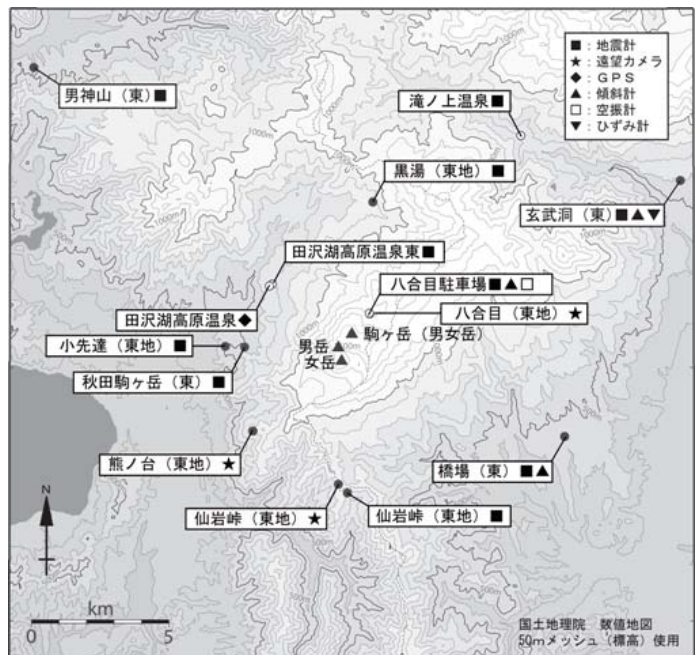 ■：地震計
★：遠望カメラ
◆：ＧＰＳ
▲：傾斜計
□：空振計
▼：ひずみ計
男神山（東）■
滝ノ上温泉■
1000m
1000m
1000m
黒湯（東地）■
玄武洞（東）■▲▼
田沢湖高原温泉東■
八合目駐車場■▲□
八合目（東地）★
田沢湖高原温泉◆
駒ヶ岳（男女岳）
小先達（東地）■
男岳
女岳
秋田駒ヶ岳（東）■
熊ノ台（東地）★
橋場（東）■▲
仙岩峠（東地）★
仙岩峠（東地）■
N
km
0 5
国土地理院 数値地図
50mメッシュ（標高）使用